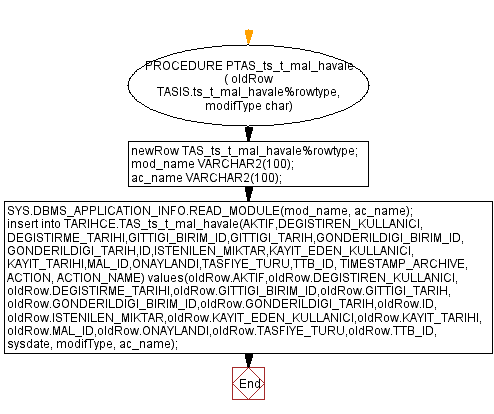 PROCEDURE PTAS_ts_t_mal_havale
( oldRow
TASIS.ts_t_mal_havale%rowtype,
modifType char)
newRow TAS_ts_t_mal_havale%rowtype;
mod_name VARCHAR2(100);
ac_name VARCHAR2(100);
SYS.DBMS_APPLICATION_INFO.READ_MODULE(mod_name, ac_name);
insert into TARIHCE.TAS_ts_t_mal_havale(AKTIF,DEGISTIREN_KULLANICI,
DEGISTIRME_TARIHI,GITTIGI_BIRIM_ID,GITTIGI_TARIH,GONDERILDIGI_BIRIM_ID,
GONDERILDIGI_TARIH,ID,ISTENILEN_MIKTAR,KAYIT_EDEN_KULLANICI,
KAYIT_TARIHI,MAL_ID,ONAYLANDI,TASFIYE_TURU,TTB_ID, TIMESTAMP_ARCHIVE,
ACTION, ACTION_NAME) values(oldRow.AKTIF,oldRow.DEGISTIREN_KULLANICI,
oldRow.DEGISTIRME_TARIHI,oldRow.GITTIGI_BIRIM_ID,oldRow.GITTIGI_TARIH,
oldRow.GONDERILDIGI_BIRIM_ID,oldRow.GONDERILDIGI_TARIH,oldRow.ID,
oldRow.ISTENILEN_MIKTAR,oldRow.KAYIT_EDEN_KULLANICI,oldRow.KAYIT_TARIHI,
oldRow.MAL_ID,oldRow.ONAYLANDI,oldRow.TASFIYE_TURU,oldRow.TTB_ID,
sysdate, modifType, ac_name);
End